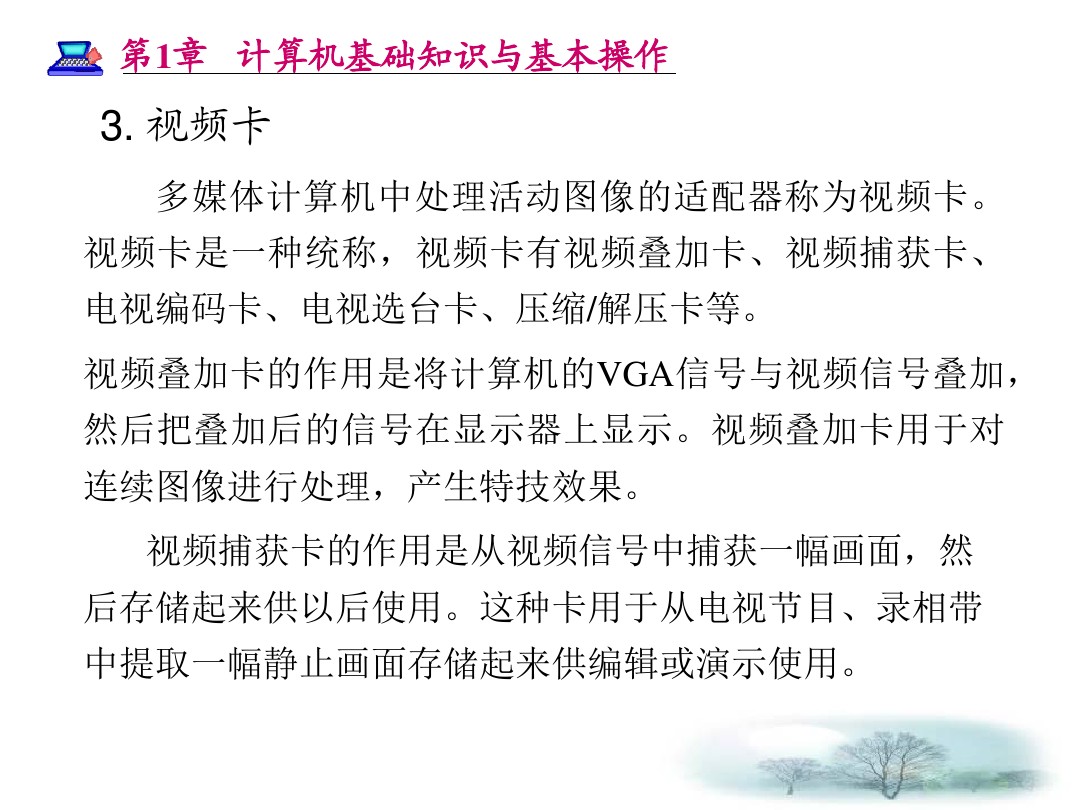 第1章 计算机基础知识与基本操作
3. 视频卡
多媒体计算机中处理活动图像的适配器称为视频卡。
视频卡是一种统称，视频卡有视频叠加卡、视频捕获卡、
电视编码卡、电视选台卡、压缩/解压卡等。
视频叠加卡的作用是将计算机的VGA信号与视频信号叠加，
然后把叠加后的信号在显示器上显示。视频叠加卡用于对
连续图像进行处理，产生特技效果。
视频捕获卡的作用是从视频信号中捕获一幅画面，然
后存储起来供以后使用。这种卡用于从电视节目、录相带
中提取一幅静止画面存储起来供编辑或演示使用。